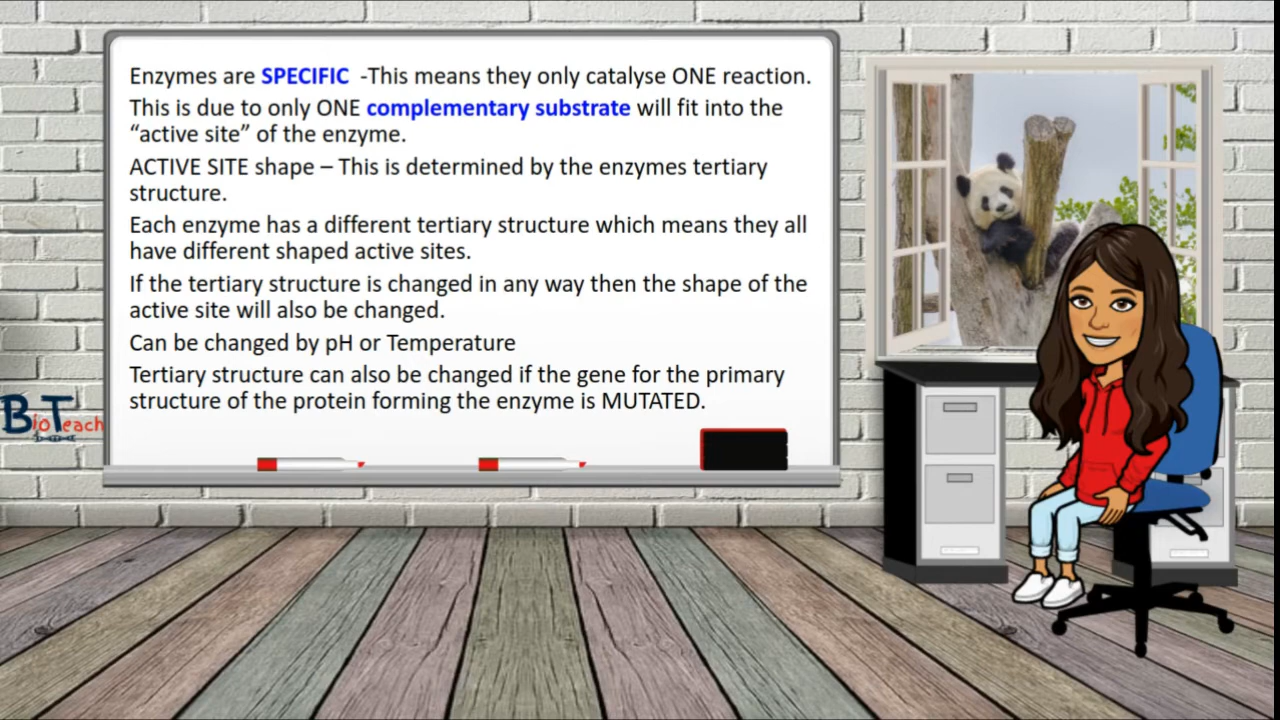 Enzymes are SPECIFIC -This means they only catalyse ONE reaction.
This is due to only ONE complementary substrate will fit into the
“active site” of the enzyme.
ACTIVE SITE shape – This is determined by the enzymes tertiary
structure.
Each enzyme has a different tertiary structure which means they all
have different shaped active sites.
If the tertiary structure is changed in any way then the shape of the
active site will also be changed.
Can be changed by pH or Temperature
Tertiary structure can also be changed if the gene for the primary
structure of the protein forming the enzyme is MUTATED.
BioTeach